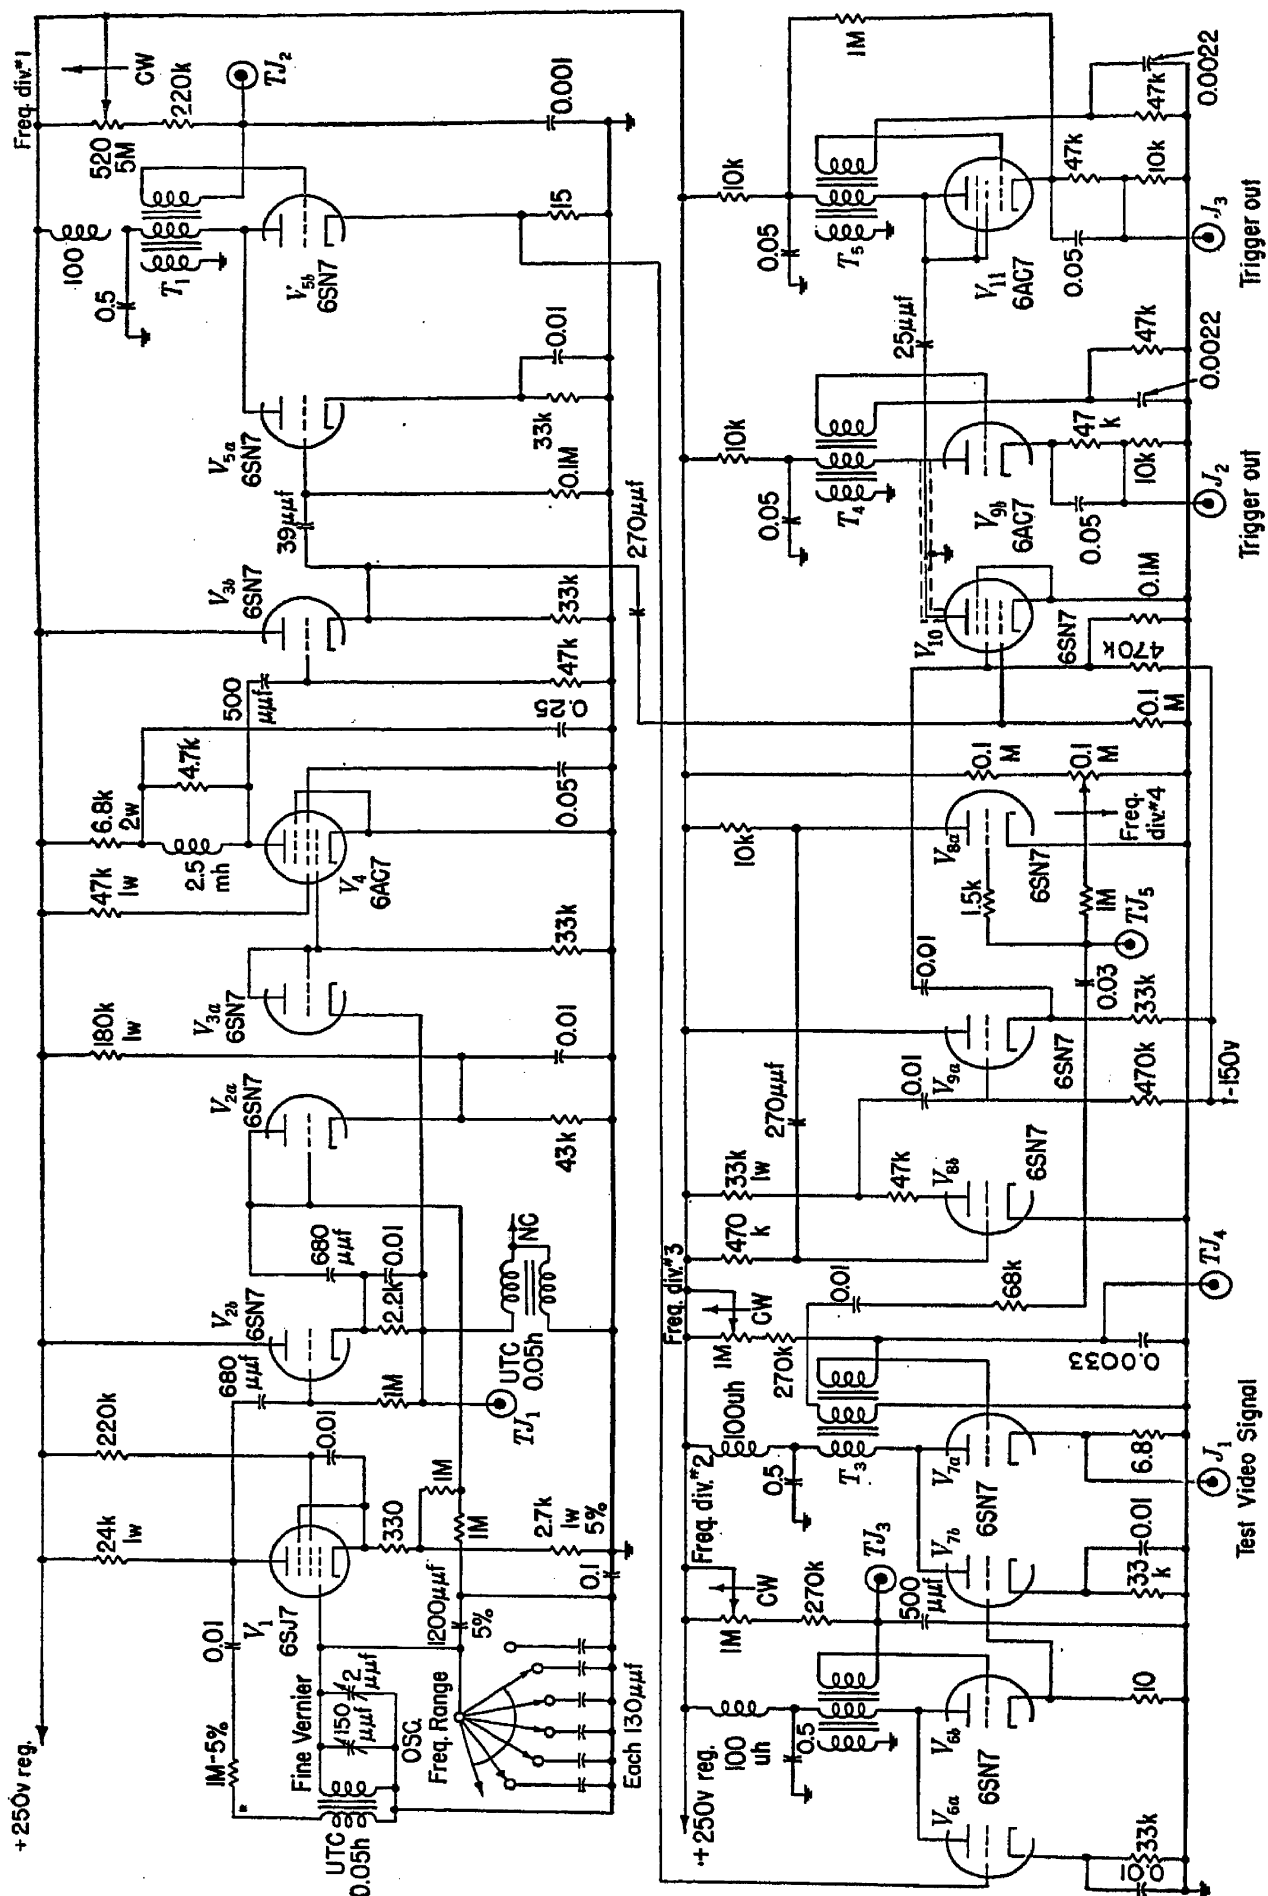 +250v reg.
24k
1w
220k
0.01
1M-5%
V1
6SJ7
680
μμf
V2b
6SN7
680
μμf
0.01
2.2k
1M
0.01
330
1M
1M
2.7k
1w
5%
UTC
0.05h
Fine Vernier
150
μμf
2
μμf
OSC.
Freq. Range
1200μμf
5%
0.1
Each 130μμf
TJ1
UTC
0.05h
NC
V2a
6SN7
43k
180k
1w
0.01
V3a
6SN7
33k
47k
1w
6.8k
2w
2.5
mh
4.7k
V4
6AC7
0.05
0.25
500
μμf
V3b
6SN7
47k
33k
270μμf
39μμf
V5a
6SN7
0.1M
33k
0.01
100
0.5
T1
V5b
6SN7
15
520
5M
220k
Freq. div.#1
CW
TJ2
0.001
+250v reg.
100
uh
0.5
V6a
V6b
6SN7
33k
0.01
10
Freq. div.#2
1M
CW
270k
TJ3
500
μμf
100uh
0.5
T3
V7b
V7a
6SN7
33
k
0.01
6.8
J1
Test Video Signal
Freq. div.#3
1M
CW
270k
0.01
68k
0.003
TJ4
470
k
33k
1w
270μμf
47k
V8b
6SN7
0.01
V9a
6SN7
470k
33k
-150v
0.01
0.03
TJ5
1M
10k
1.5k
V8a
6SN7
0.1
M
0.1
M
Freq.
div.#4
0.1
M
470k
0.1M
V10
6SN7
10k
0.05
T4
V9b
6AC7
0.05
47
k
10k
J2
Trigger out
47k
0.0022
25μμf
10k
0.05
T5
V11
6AC7
0.05
47k
10k
J3
Trigger out
1M
47k
0.0022